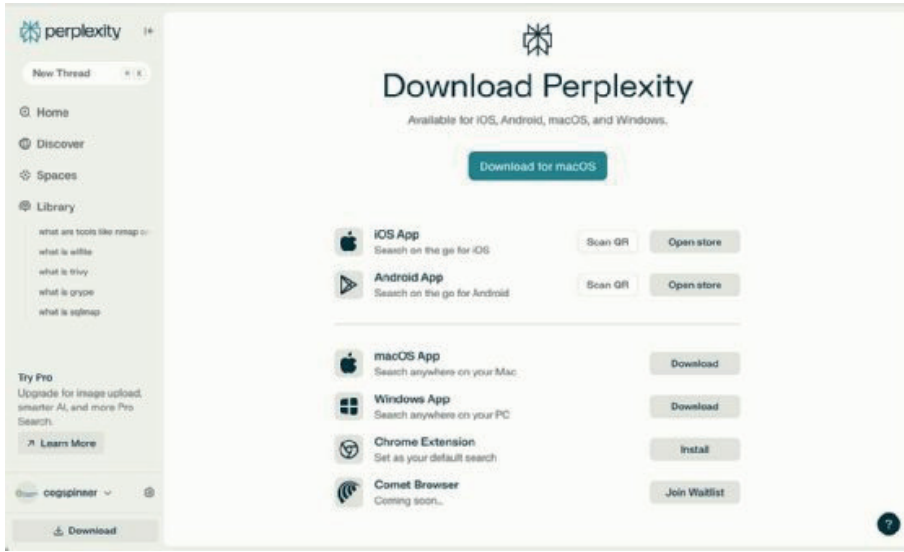 perplexity
New Thread
Home
Discover
Spaces
Library
what are tools like nmap
what is wifite
what is trivy
what is grype
what is sqlmap
Try Pro
Upgrade for image upload,
smarter AI, and more Pro
Search.
Learn More
cogspinner
Download
Download Perplexity
Available for iOS, Android, macOS, and Windows.
Download for macOS
iOS App
Search on the go for iOS
Scan QR
Open store
Android App
Search on the go for Android
Scan QR
Open store
macOS App
Search anywhere on your Mac
Download
Windows App
Search anywhere on your PC
Download
Chrome Extension
Set as your default search
Install
Comet Browser
Coming soon...
Join Waitlist
?